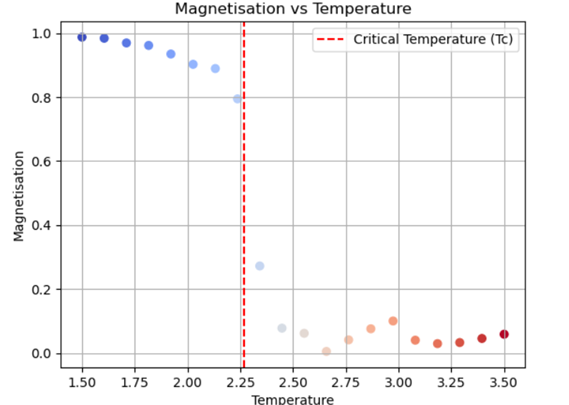 Magnetisation vs Temperature
Critical Temperature (Tc)
Magnetisation
1.0
0.8
0.6
0.4
0.2
0.0
1.50 1.75 2.00 2.25 2.50 2.75 3.00 3.25 3.50
Temperature